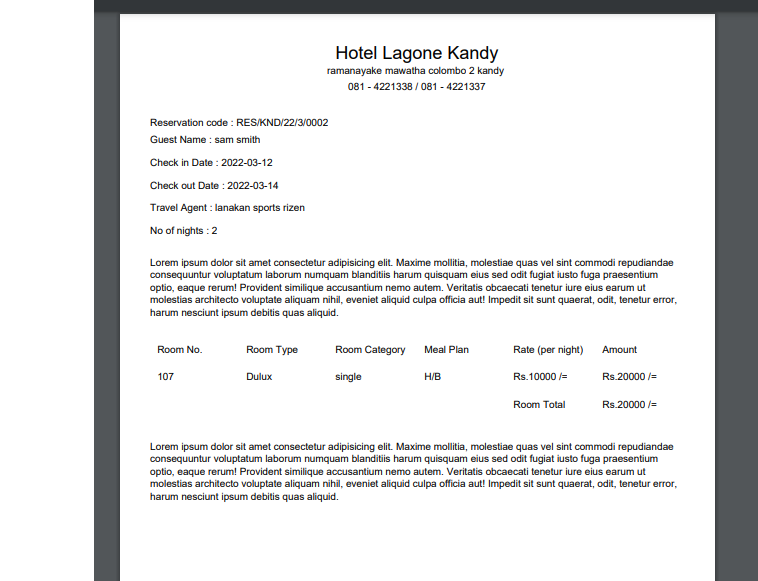 Hotel Lagone Kandy
ramanayake mawatha colombo 2 kandy
081 - 4221338 / 081 - 4221337
Reservation code : RES/KND/22/3/0002
Guest Name : sam smith
Check in Date : 2022-03-12
Check out Date : 2022-03-14
Travel Agent : lanakan sports rizen
No of nights : 2
Lorem ipsum dolor sit amet consectetur adipisicing elit. Maxime mollitia, molestiae quas vel sint commodi repudiandae
consequuntur voluptatum laborum numquam blanditiis harum quisquam eius sed odit fugiat iusto fuga praesentium
optio, eaque rerum! Provident similique accusantium nemo autem. Veritatis obcaecati tenetur iure eius earum ut
molestias architecto voluptate aliquam nihil, eveniet aliquid culpa officia aut! Impedit sit sunt quaerat, odit, tenetur error,
harum nesciunt ipsum debitis quas aliquid.
Room No. Room Type Room Category Meal Plan Rate (per night) Amount
107 Dulux single H/B Rs.10000 /= Rs.20000 /=
Room Total Rs.20000 /=
Lorem ipsum dolor sit amet consectetur adipisicing elit. Maxime mollitia, molestiae quas vel sint commodi repudiandae
consequuntur voluptatum laborum numquam blanditiis harum quisquam eius sed odit fugiat iusto fuga praesentium
optio, eaque rerum! Provident similique accusantium nemo autem. Veritatis obcaecati tenetur iure eius earum ut
molestias architecto voluptate aliquam nihil, eveniet aliquid culpa officia aut! Impedit sit sunt quaerat, odit, tenetur error,
harum nesciunt ipsum debitis quas aliquid.